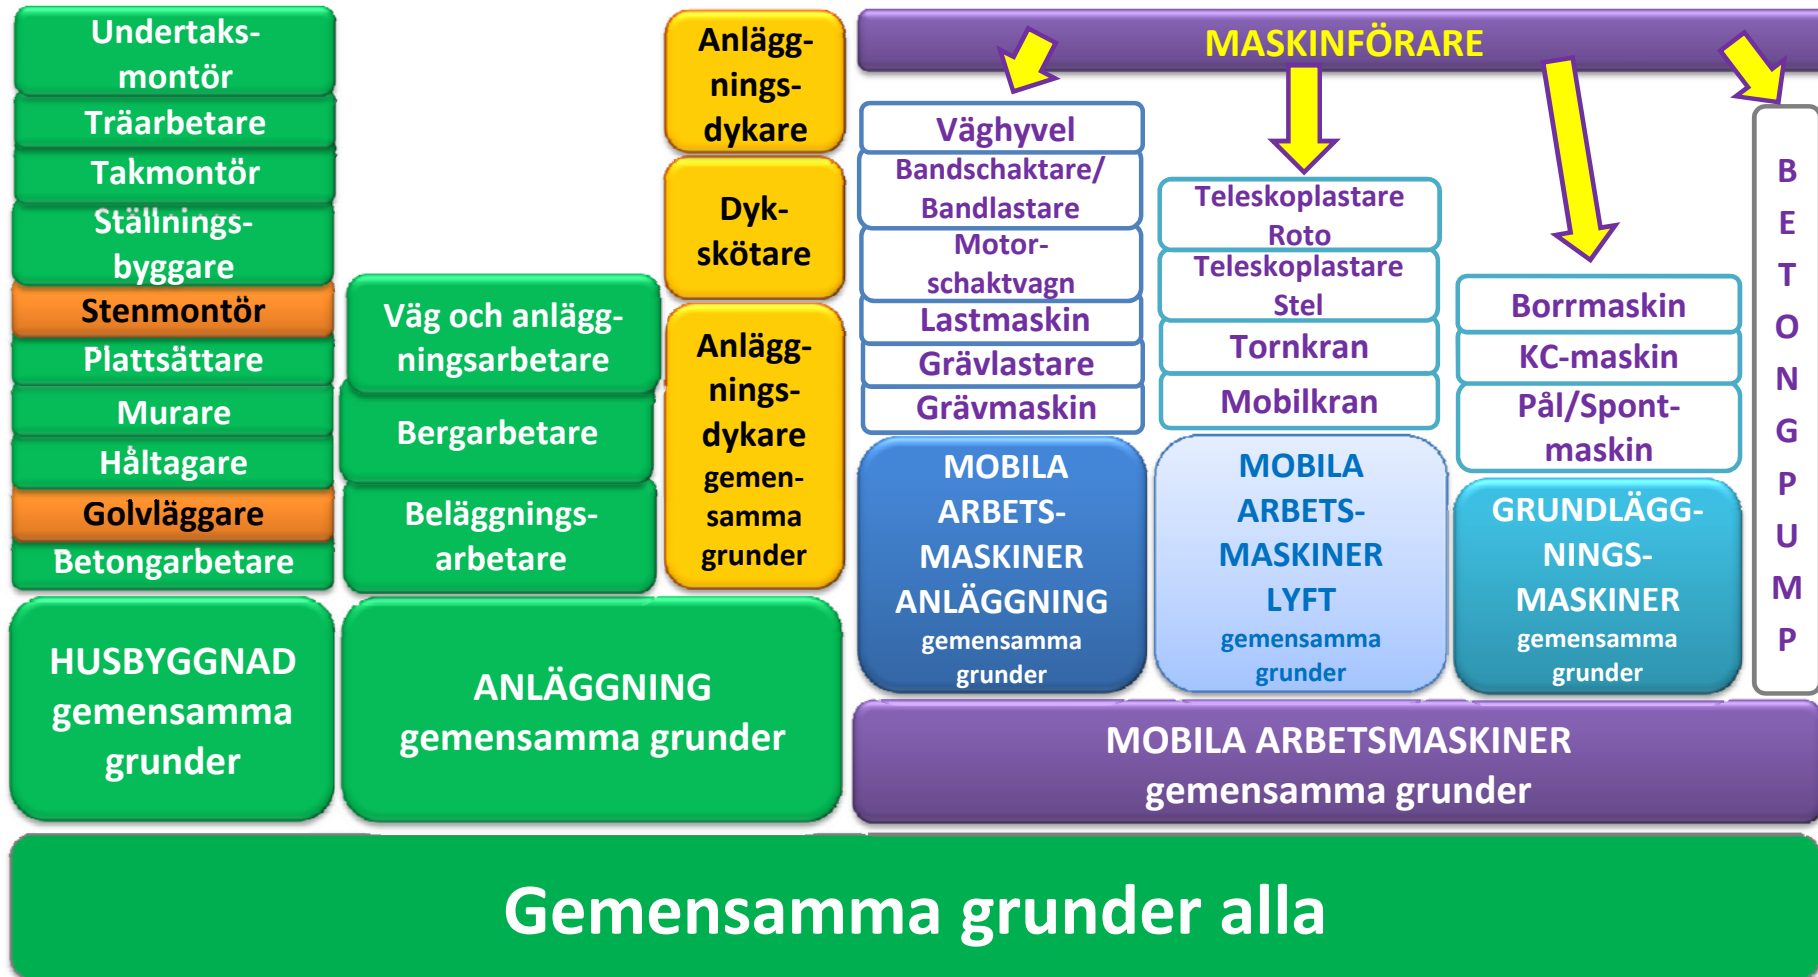 Undertaks-
montör
Träarbetare
Takmontör
Ställnings-
byggare
Stenmontör
Plattsättare
Murare
Håltagare
Golvläggare
Betongarbetare
HUSBYGGNAD
gemensamma
grunder
Väg och anlägg-
ningsarbetare
Bergarbetare
Beläggnings-
arbetare
ANLÄGGNING
gemensamma grunder
Anlägg-
nings-
dykare
Dyk-
skötare
Anlägg-
nings-
dykare
gemen-
samma
grunder
MASKINFÖRARE
Väghyvel
Bandschaktare/
Bandlastare
Motor-
schaktvagn
Lastmaskin
Grävlastare
Grävmaskin
MOBILA
ARBETS-
MASKINER
ANLÄGGNING
gemensamma
grunder
Teleskoplastare
Roto
Teleskoplastare
Stel
Tornkran
Mobilkran
MOBILA
ARBETS-
MASKINER
LYFT
gemensamma
grunder
Borrmaskin
KC-maskin
Pål/Spont-
maskin
GRUNDLÄGG-
NINGS-
MASKINER
gemensamma
grunder
B
E
T
O
N
G
P
U
M
P
MOBILA ARBETSMASKINER
gemensamma grunder
Gemensamma grunder alla